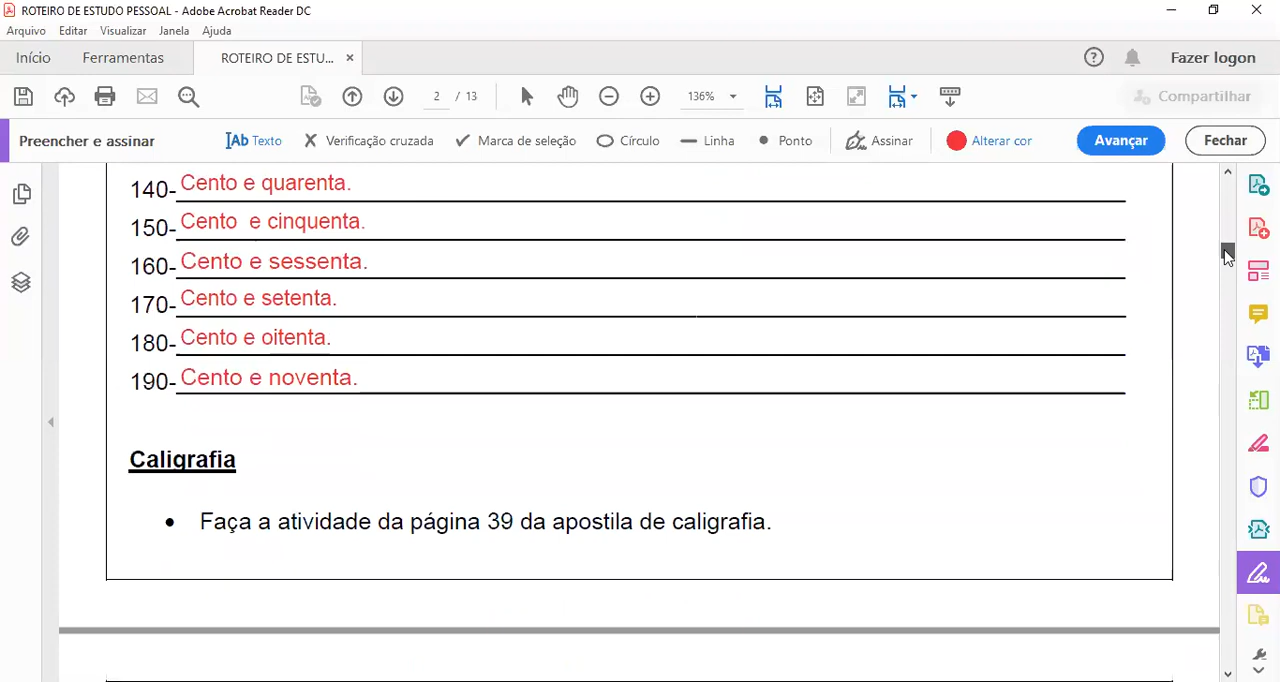 ROTEIRO DE ESTUDO PESSOAL - Adobe Acrobat Reader DC
Arquivo Editar Visualizar Janela Ajuda
Início Ferramentas ROTEIRO DE ESTU... × Fazer logon
2 / 13 136% Compartilhar
Preencher e assinar Ab Texto Verificação cruzada Marca de seleção Círculo Linha Ponto Assinar Alterar cor Avançar Fechar
140- Cento e quarenta.
150- Cento  e cinquenta.
160- Cento e sessenta.
170- Cento e setenta.
180- Cento e oitenta.
190- Cento e noventa.
Caligrafia
• Faça a atividade da página 39 da apostila de caligrafia.